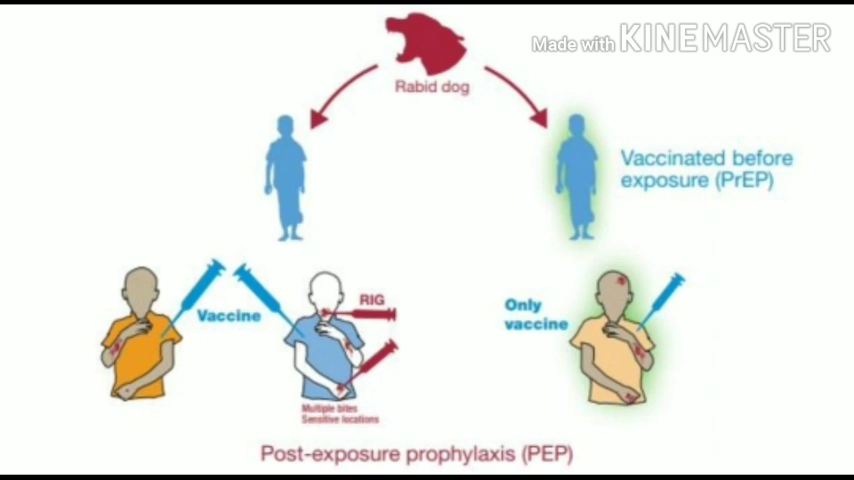 Made with KINEMASTER
Rabid dog
Vaccinated before
exposure (PrEP)
Vaccine
RIG
Only
vaccine
Multiple bites
Sensitive locations
Post-exposure prophylaxis (PEP)